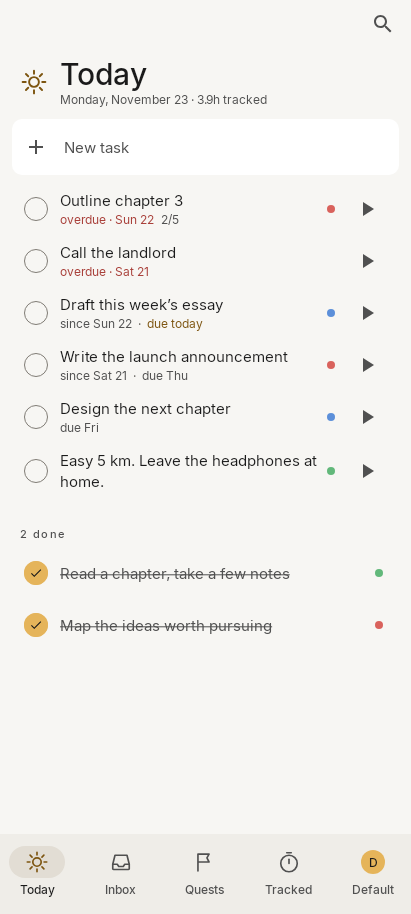 Today
Monday, November 23 · 3.9h tracked
New task
Outline chapter 3
overdue · Sun 22 2/5
Call the landlord
overdue · Sat 21
Draft this week’s essay
since Sun 22 · due today
Write the launch announcement
since Sat 21 · due Thu
Design the next chapter
due Fri
Easy 5 km. Leave the headphones at
home.
2 done
Read a chapter, take a few notes
Map the ideas worth pursuing
D
Today Inbox Quests Tracked Default